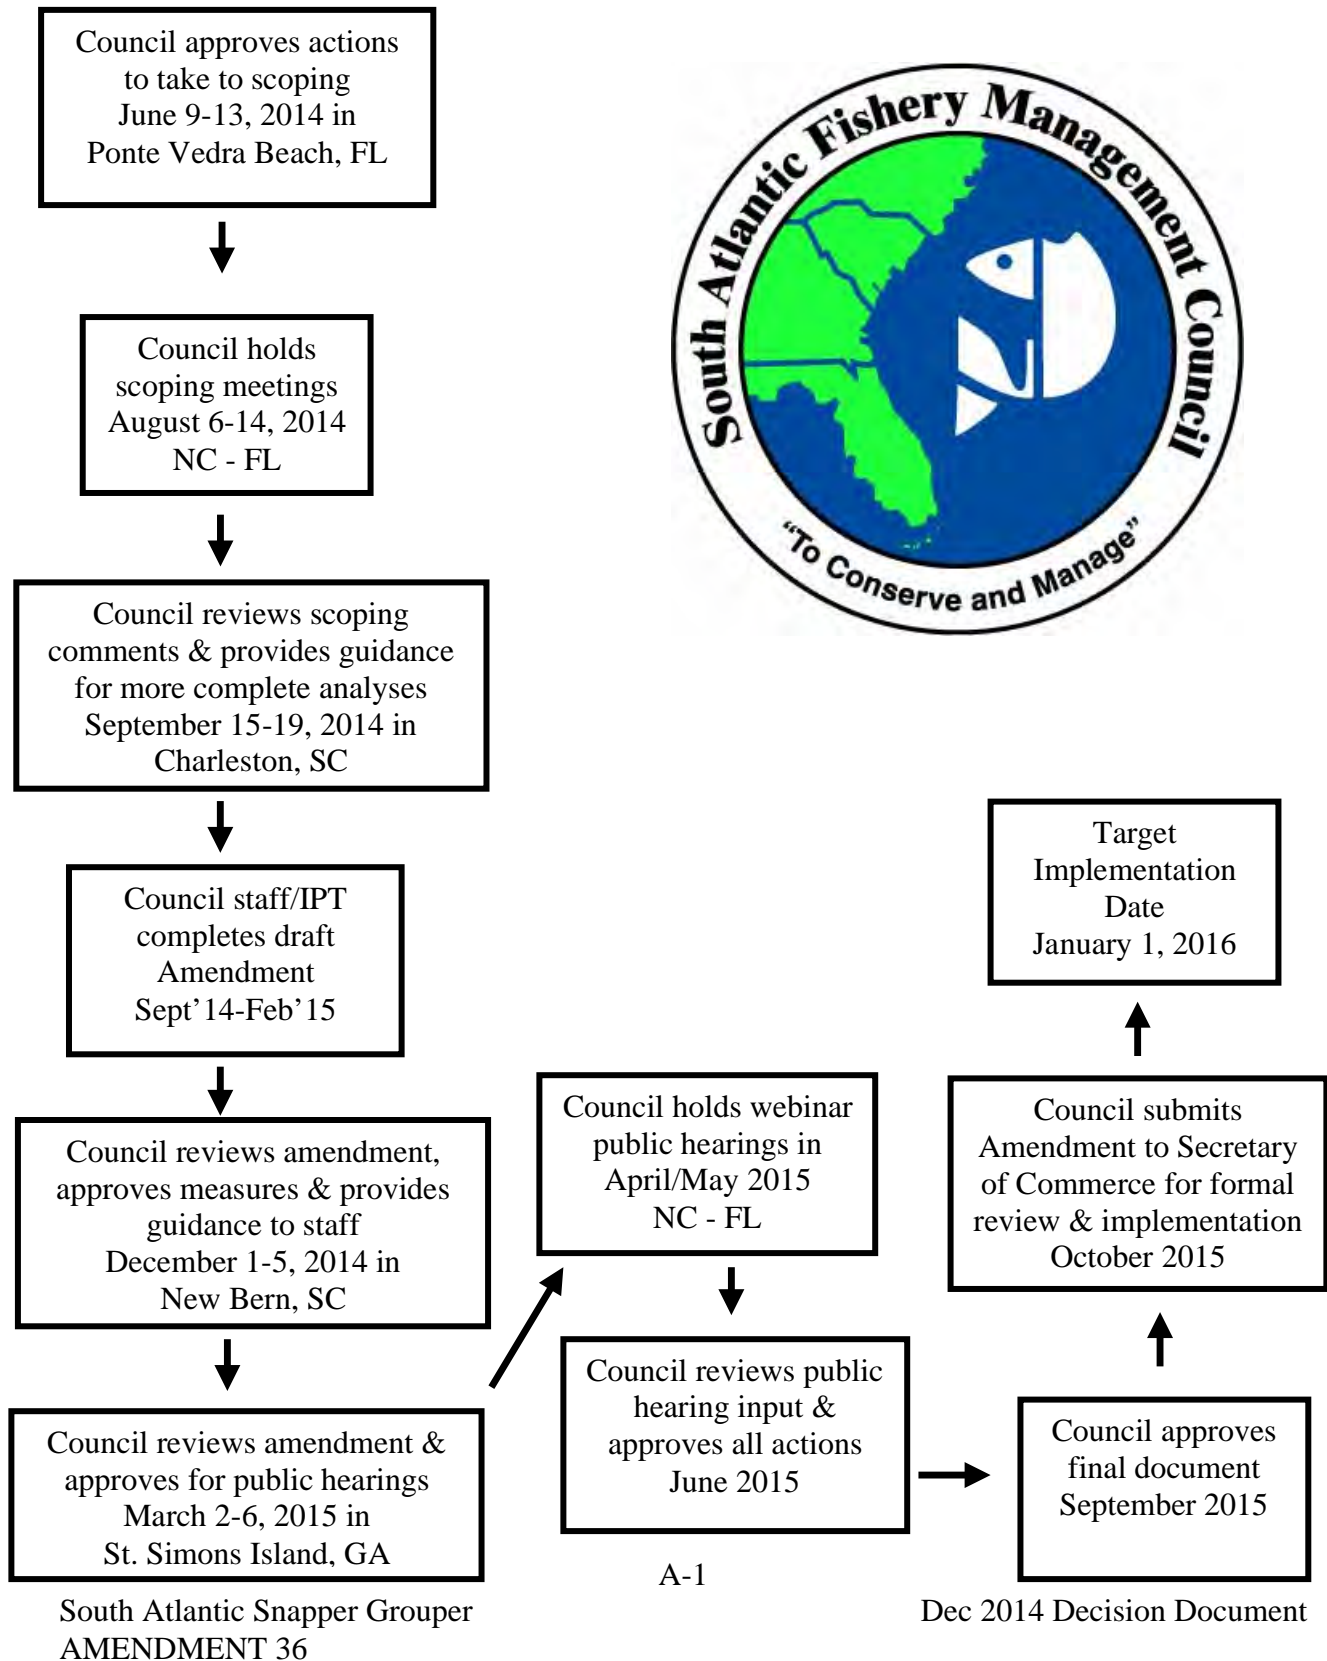 Council approves actions
to take to scoping
June 9-13, 2014 in
Ponte Vedra Beach, FL
South Atlantic Fishery Management Council
“To Conserve and Manage”
Council holds
scoping meetings
August 6-14, 2014
NC - FL
Council reviews scoping
comments & provides guidance
for more complete analyses
September 15-19, 2014 in
Charleston, SC
Council staff/IPT
completes draft
Amendment
Sept’14-Feb’15
Council reviews amendment,
approves measures & provides
guidance to staff
December 1-5, 2014 in
New Bern, SC
Council reviews amendment &
approves for public hearings
March 2-6, 2015 in
St. Simons Island, GA
Council holds webinar
public hearings in
April/May 2015
NC - FL
Council reviews public
hearing input &
approves all actions
June 2015
Council approves
final document
September 2015
Council submits
Amendment to Secretary
of Commerce for formal
review & implementation
October 2015
Target
Implementation
Date
January 1, 2016
South Atlantic Snapper Grouper
AMENDMENT 36
A-1
Dec 2014 Decision Document